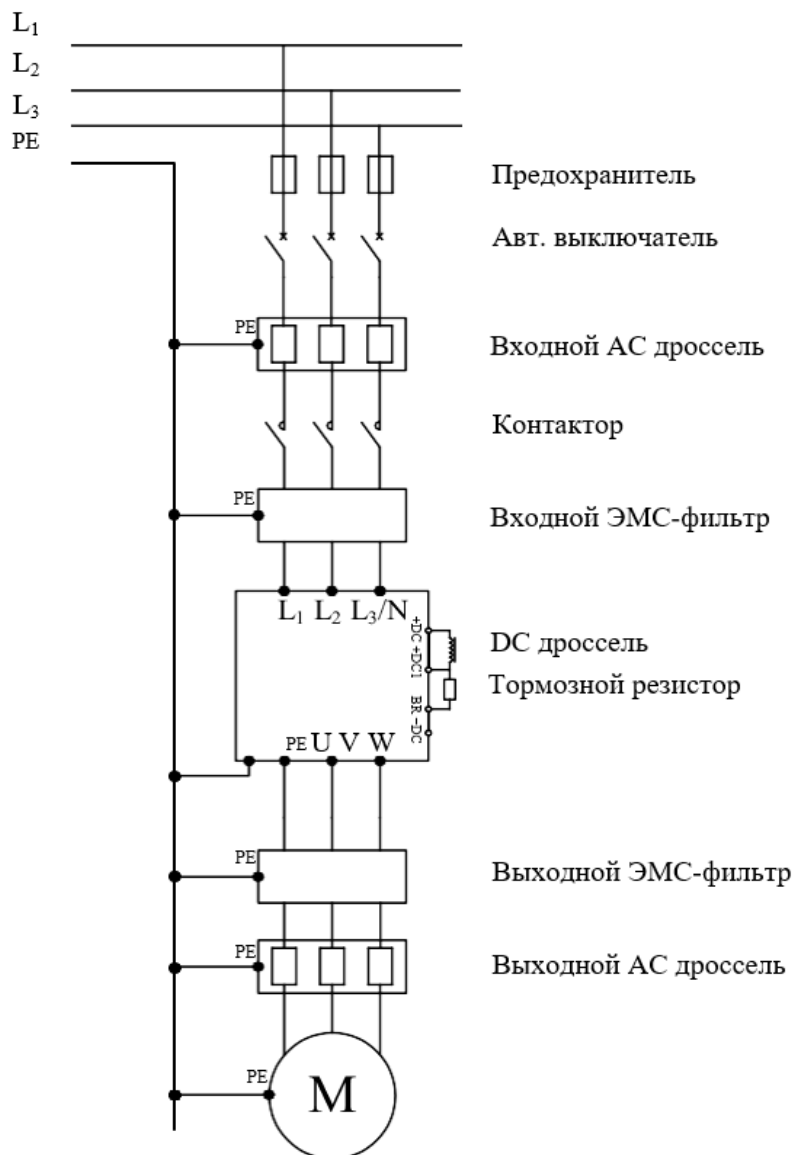 L₁
L₂
L₃
PE
Предохранитель
Авт. выключатель
PE
Входной АС дроссель
Контактор
PE
Входной ЭМС-фильтр
L₁ L₂ L₃/N
+DC +DC1
DC дроссель
Тормозной резистор
BR -DC
PE U V W
PE
Выходной ЭМС-фильтр
PE
Выходной АС дроссель
PE
M